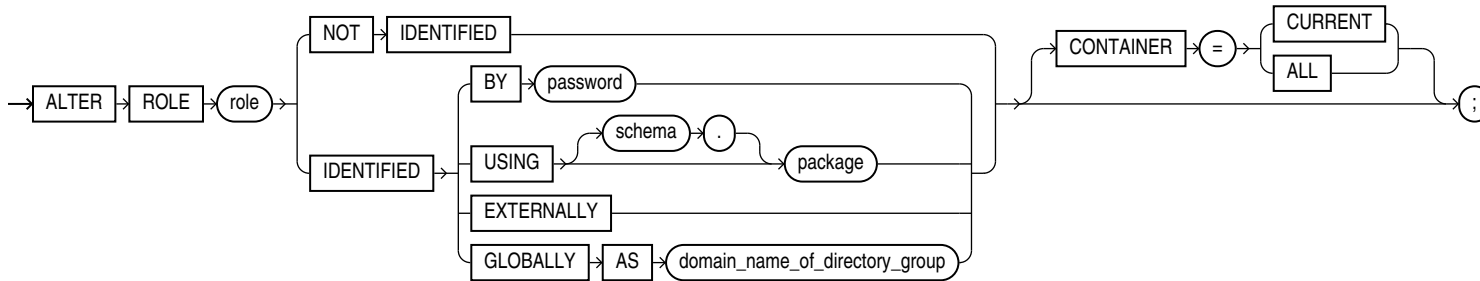 CURRENT
NOT IDENTIFIED
CONTAINER =
ALL
BY password
ALTER ROLE role
;
schema .
USING package
IDENTIFIED
EXTERNALLY
GLOBALLY AS domain_name_of_directory_group